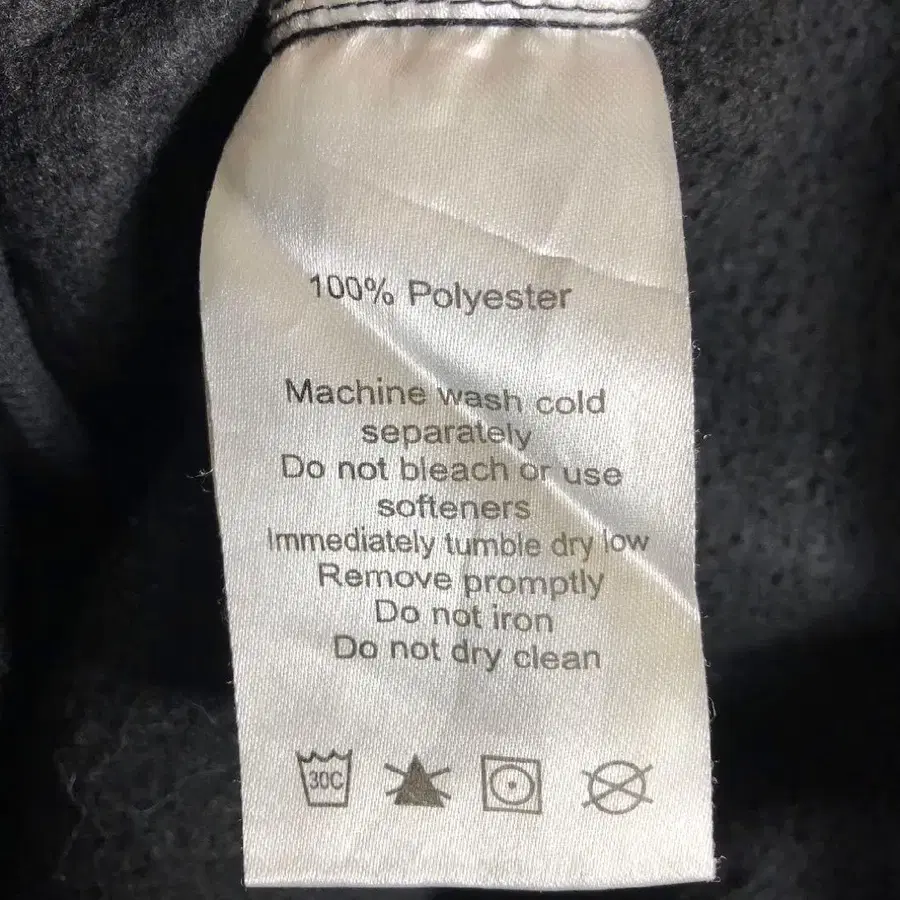 100% Polyester
Machine wash cold
separately
Do not bleach or use
softeners
Immediately tumble dry low
Remove promptly
Do not iron
Do not dry clean
30C